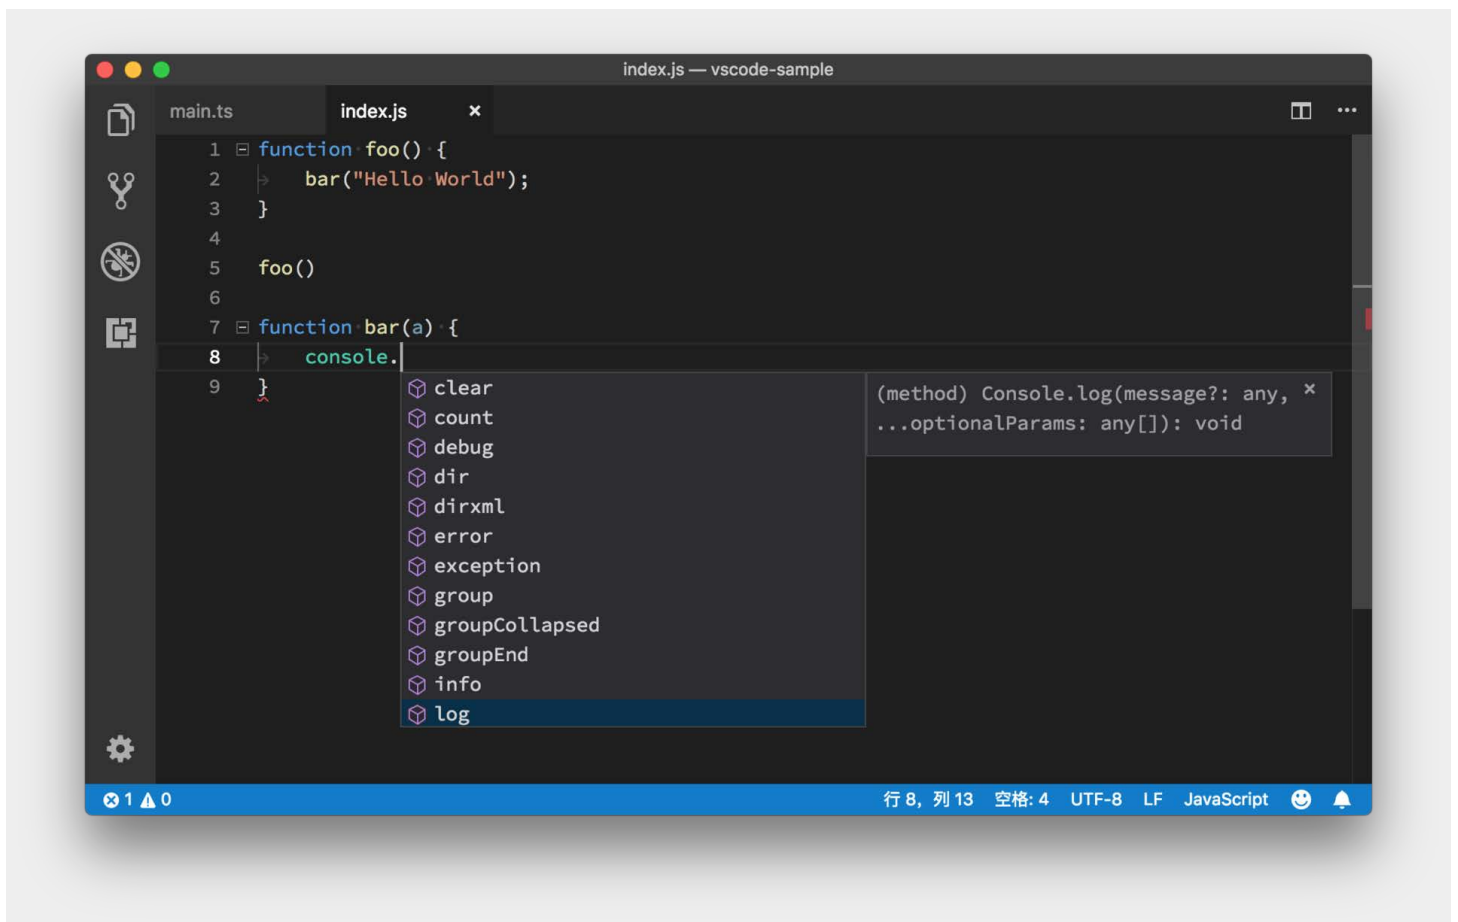 index.js — vscode-sample
main.ts index.js ×
1 function foo() {
2 bar("Hello World");
3 }
4
5 foo()
6
7 function bar(a) {
8 console.
9 }
clear
count
debug
dir
dirxml
error
exception
group
groupCollapsed
groupEnd
info
log
(method) Console.log(message?: any, ×
...optionalParams: any[]): void
1 0 行 8，列 13 空格: 4 UTF-8 LF JavaScript